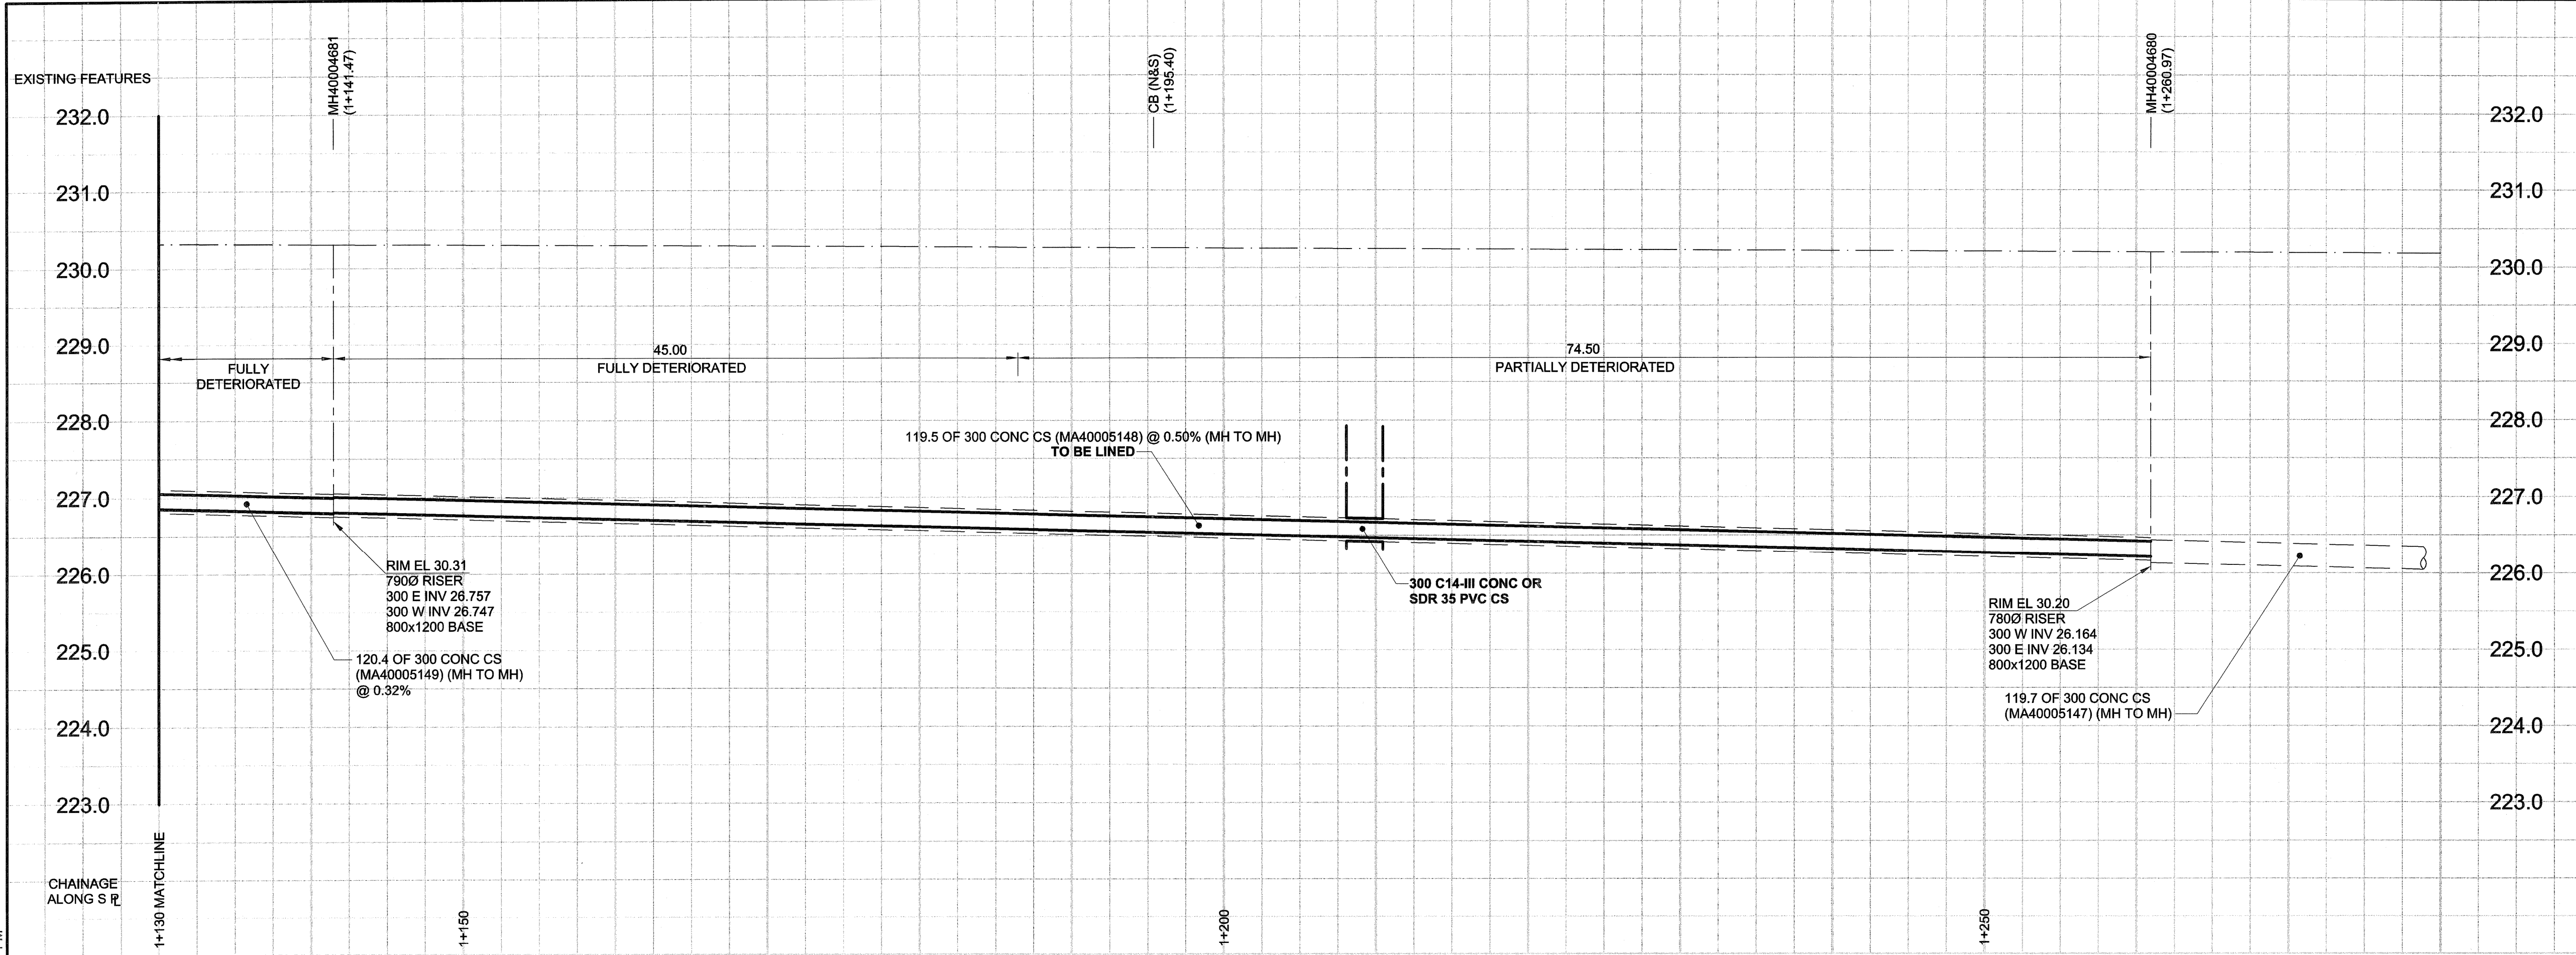 EXISTING FEATURES
MH40004681
(1+141.47)
CB (N&S)
(1+195.40)
MH40004680
(1+260.97)
232.0
232.0
231.0
231.0
230.0
230.0
229.0
229.0
45.00
FULLY DETERIORATED
74.50
PARTIALLY DETERIORATED
FULLY
DETERIORATED
228.0
228.0
119.5 OF 300 CONC CS (MA40005148) @ 0.50% (MH TO MH)
TO BE LINED
227.0
227.0
226.0
226.0
RIM EL 30.31
790Ø RISER
300 E INV 26.757
300 W INV 26.747
800x1200 BASE
300 C14-III CONC OR
SDR 35 PVC CS
RIM EL 30.20
780Ø RISER
300 W INV 26.164
300 E INV 26.134
800x1200 BASE
225.0
225.0
120.4 OF 300 CONC CS
(MA40005149) (MH TO MH)
@ 0.32%
119.7 OF 300 CONC CS
(MA40005147) (MH TO MH)
224.0
224.0
223.0
223.0
CHAINAGE
ALONG S PL
1+130 MATCHLINE
1+150
1+200
1+250